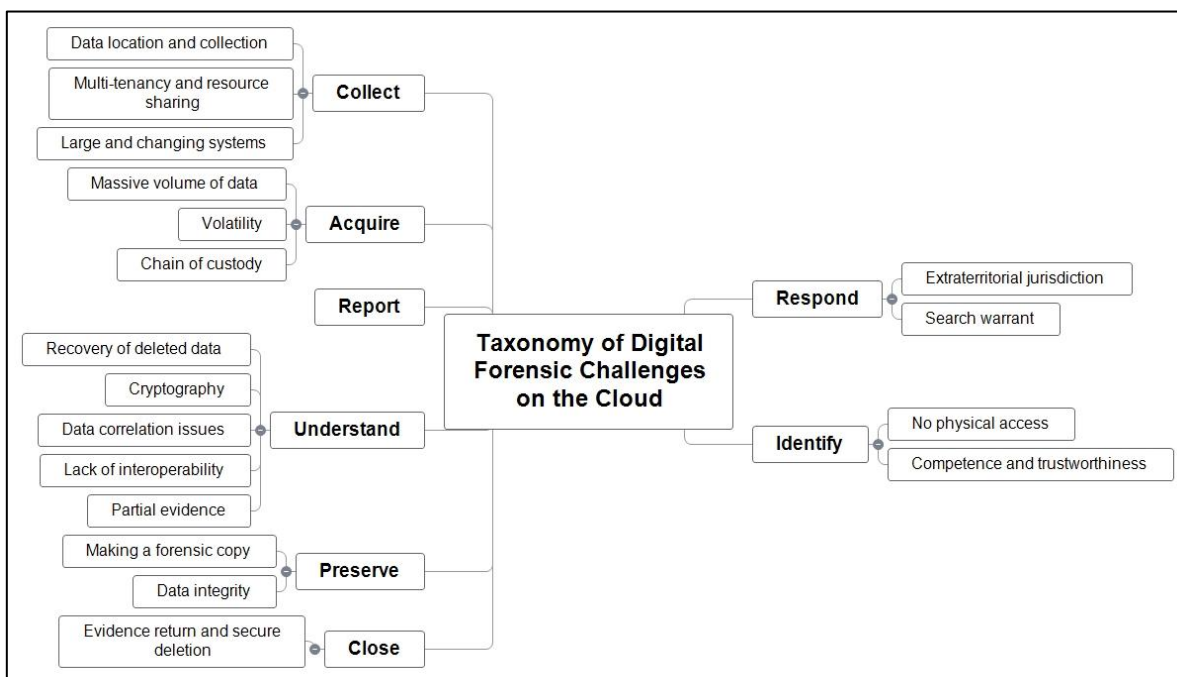 Data location and collection
Multi-tenancy and resource
sharing
Large and changing systems
Collect
Massive volume of data
Volatility
Chain of custody
Acquire
Report
Recovery of deleted data
Cryptography
Data correlation issues
Lack of interoperability
Partial evidence
Understand
Making a forensic copy
Data integrity
Preserve
Evidence return and secure
deletion
Close
Taxonomy of Digital
Forensic Challenges
on the Cloud
Respond
Extraterritorial jurisdiction
Search warrant
Identify
No physical access
Competence and trustworthiness